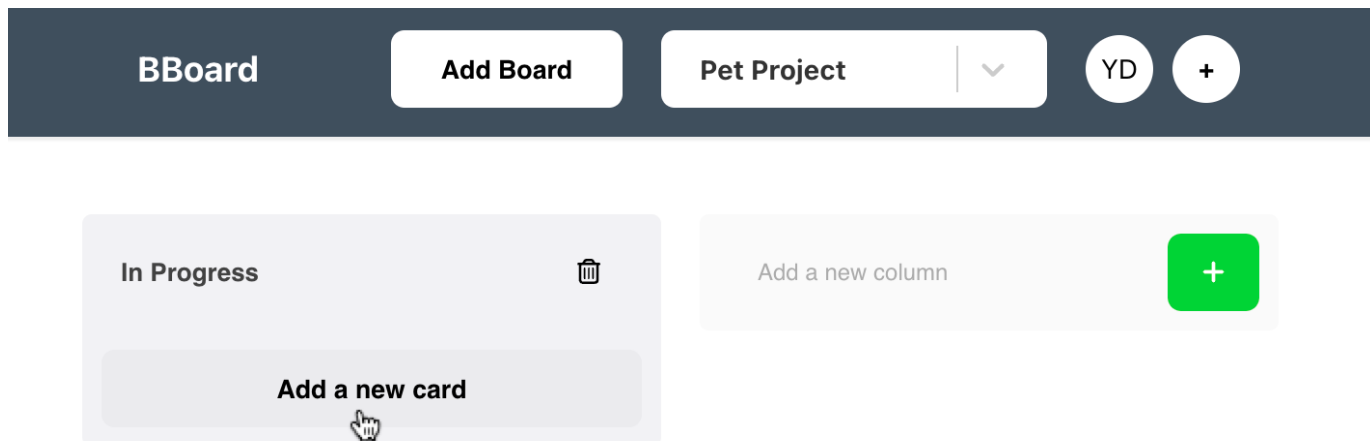 BBoard
Add Board
Pet Project
YD
+
In Progress
Add a new column
+
Add a new card